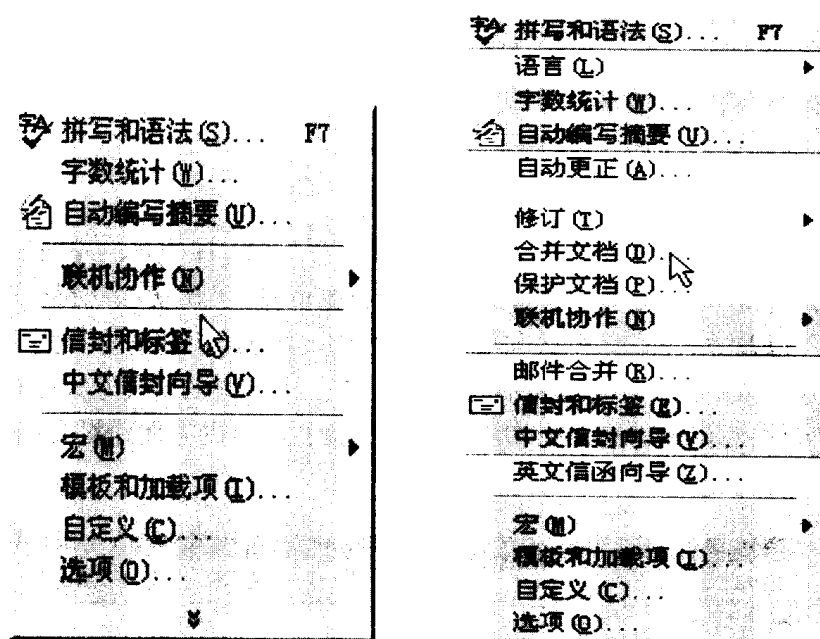 拼写和语法(S)... F7
字数统计(W)...
自动编写摘要(U)...
联机协作(N)
信封和标签...
中文信封向导(V)...
宏(M)
模板和加载项(I)...
自定义(C)...
选项(O)...
拼写和语法(S)... F7
语言(L)
字数统计(W)...
自动编写摘要(U)...
自动更正(A)...
修订(T)
合并文档(D)...
保护文档(P)...
联机协作(N)
邮件合并(R)...
信封和标签(E)...
中文信封向导(V)...
英文信函向导(Z)...
宏(M)
模板和加载项(I)...
自定义(C)...
选项(O)...